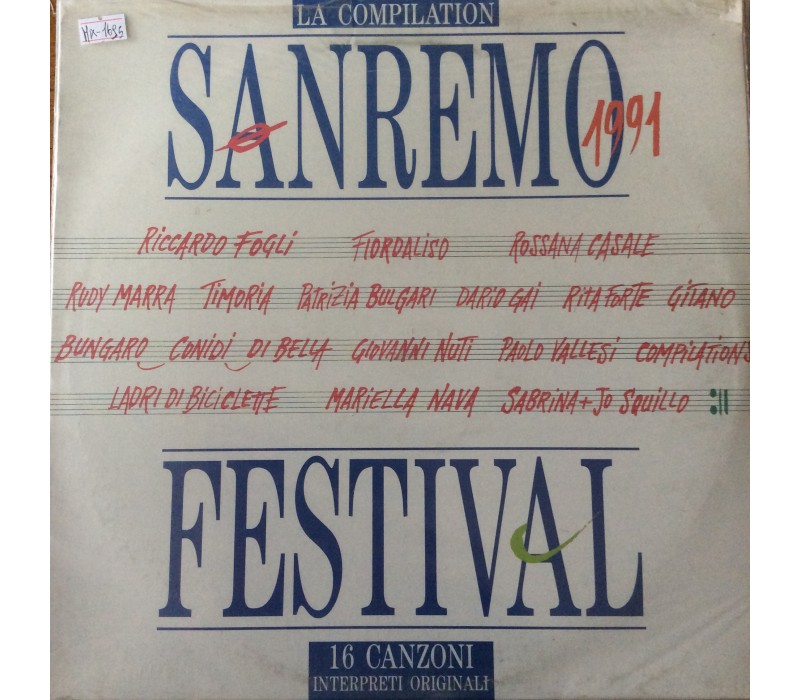 LA COMPILATION
SANREMO
1991
RICCARDO FOGLI FIORDALISO ROSSANA CASALE
RUDY MARRA TIMORIA PATRIZIA BULGARI DARIO GAI RITA FORTE GITANO
BUNGARO CONIDI DI BELLA GIOVANNI NUTI PAOLO VALLESI COMPILATIONS
LADRI DI BICICLETTE MARIELLA NAVA SABRINA + JO SQUILLO
FESTIVAL
16 CANZONI
INTERPRETI ORIGINALI